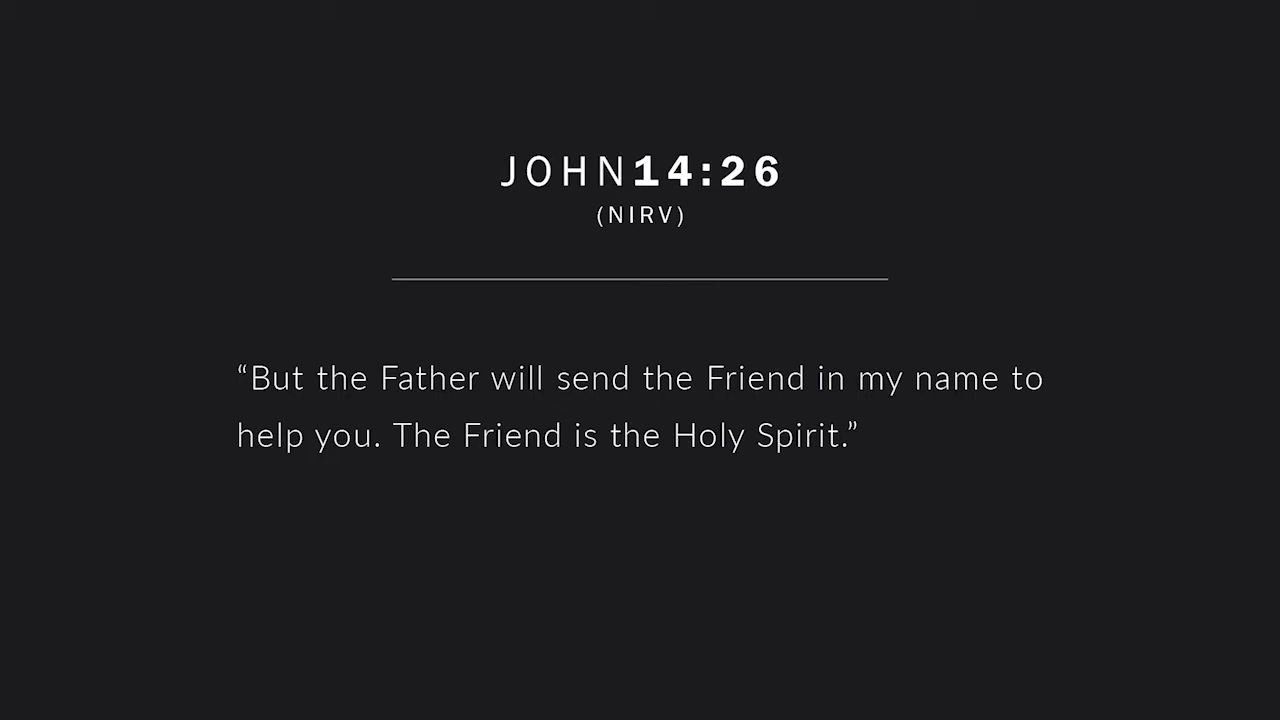 JOHN14:26
(NIRV)
“But the Father will send the Friend in my name to
help you. The Friend is the Holy Spirit.”